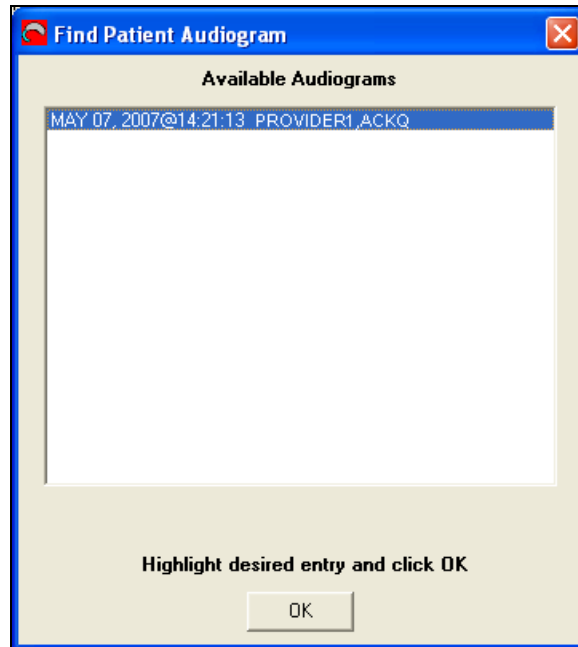 Find Patient Audiogram
Available Audiograms
MAY 07, 2007@14:21:13 PROVIDER1,ACKQ
Highlight desired entry and click OK
OK